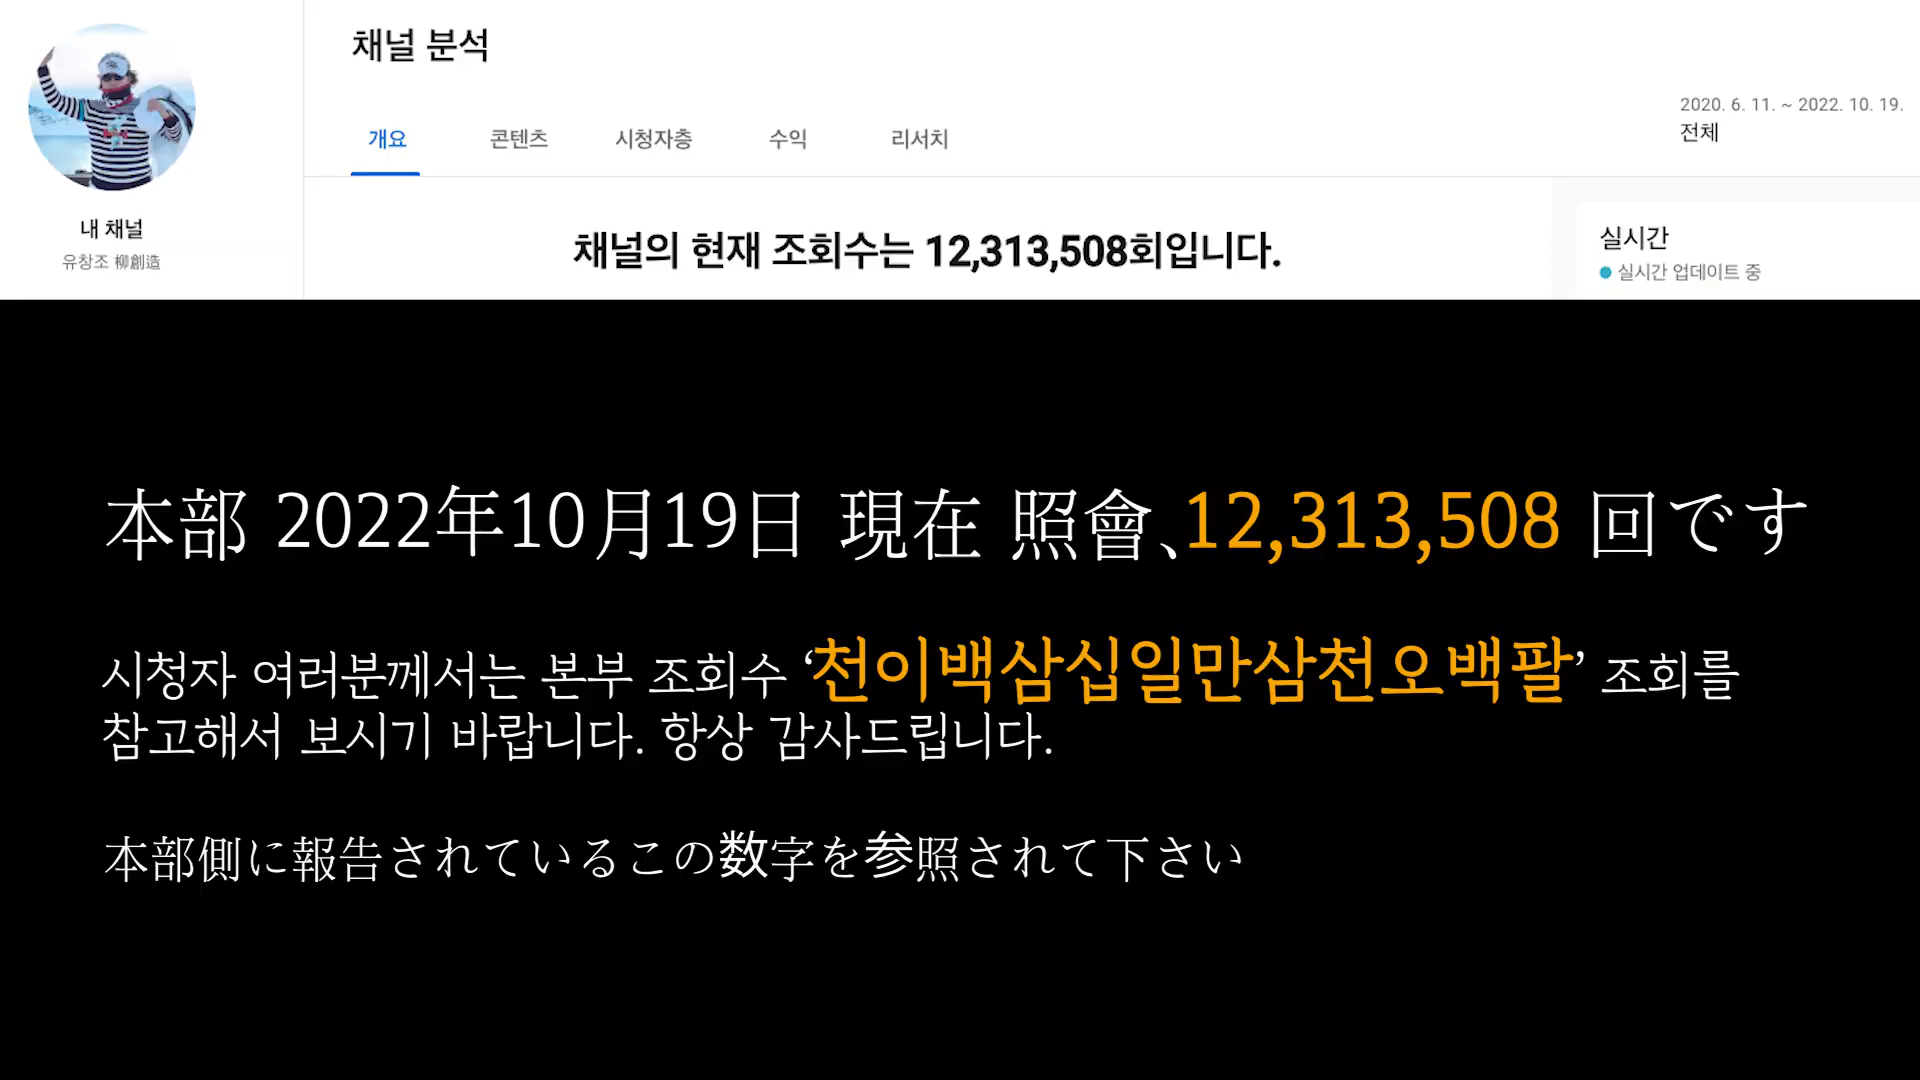 채널 분석
2020. 6. 11. ~ 2022. 10. 19.
전체
개요 콘텐츠 시청자층 수익 리서치
내 채널
유창조 柳創造
채널의 현재 조회수는 12,313,508회입니다.
실시간
실시간 업데이트 중
本部 2022年10月19日 現在 照會、12,313,508 回です
시청자 여러분께서는 본부 조회수 ‘천이백삼십일만삼천오백팔’ 조회를
참고해서 보시기 바랍니다. 항상 감사드립니다.
本部側に報告されているこの数字を参照されて下さい